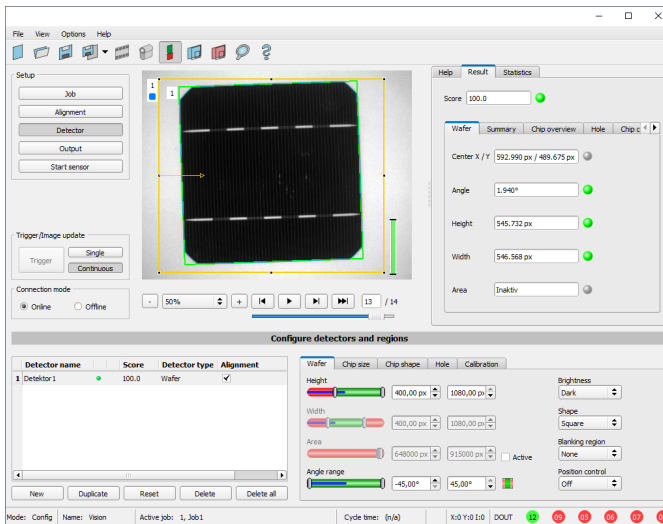 File View Options Help
Setup
Job
Alignment
Detector
Output
Start sensor
Trigger/Image update
Trigger
Single
Continuous
Connection mode
Online Offline
1
1
- 50% + 13 / 14
Help Result Statistics
Score 100.0
Wafer Summary Chip overview Hole Chip c
Center X / Y 592.990 px / 489.675 px
Angle 1.940°
Height 545.732 px
Width 546.568 px
Area Inaktiv
Configure detectors and regions
Detector name Score Detector type Alignment
1 Detektor1 100.0 Wafer
New Duplicate Reset Delete Delete all
Wafer Chip size Chip shape Hole Calibration
Height
400,00 px 1080,00 px
Width
400,00 px 1080,00 px
Area
648000 px 915000 px Active
Angle range
-45,00° 45,00°
Brightness
Dark
Shape
Square
Blanking region
None
Position control
Off
Mode: Config Name: Vision Active job: 1, Job1 Cycle time: (n/a) X:0 Y:0 I:0 DOUT 12 09 05 06 07